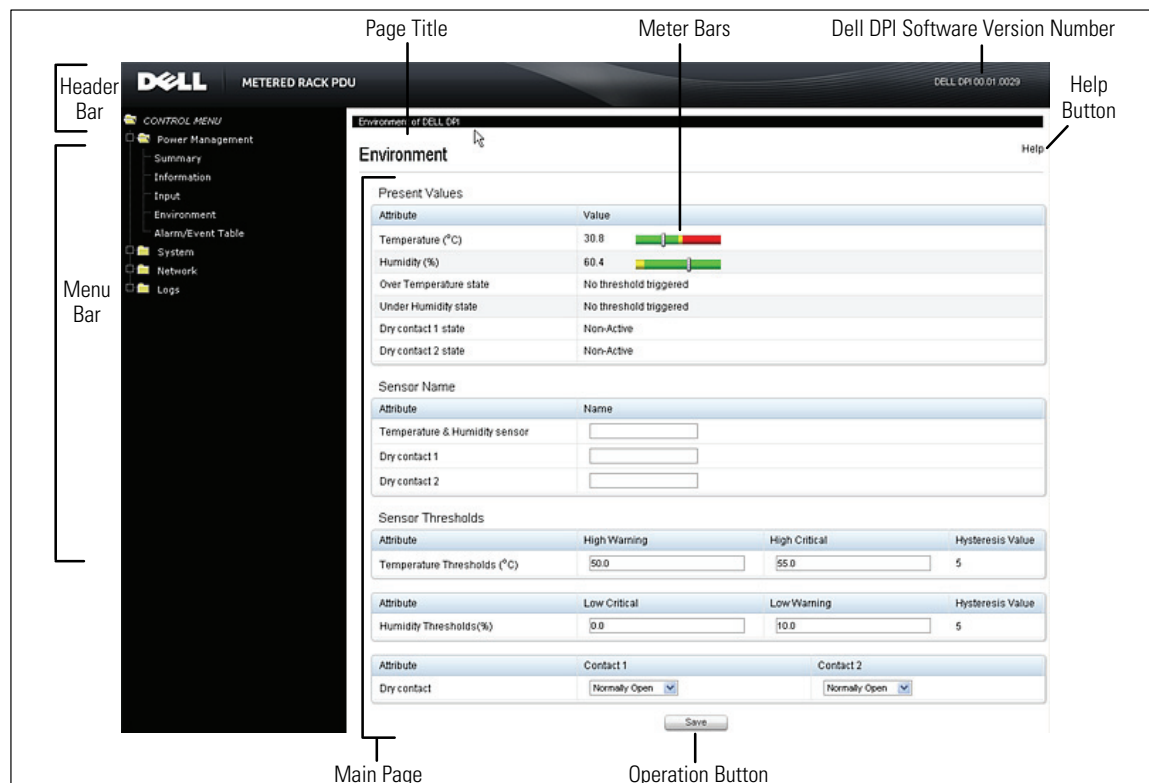 Page Title Meter Bars Dell DPI Software Version Number
Header Bar
DELL METERED RACK PDU DELL DPI 00.01.0029
Help Button
CONTROL MENU
Power Management
Summary
Information
Input
Environment
Alarm/Event Table
System
Network
Logs
Menu Bar
Environment of DELL DPI
Environment Help
Present Values
Attribute Value
Temperature (°C) 30.8
Humidity (%) 60.4
Over Temperature state No threshold triggered
Under Humidity state No threshold triggered
Dry contact 1 state Non-Active
Dry contact 2 state Non-Active
Sensor Name
Attribute Name
Temperature & Humidity sensor
Dry contact 1
Dry contact 2
Sensor Thresholds
Attribute High Warning High Critical Hysteresis Value
Temperature Thresholds (°C) 50.0 55.0 5
Attribute Low Critical Low Warning Hysteresis Value
Humidity Thresholds(%) 0.0 10.0 5
Attribute Contact 1 Contact 2
Dry contact Normally Open Normally Open
Save
Main Page Operation Button